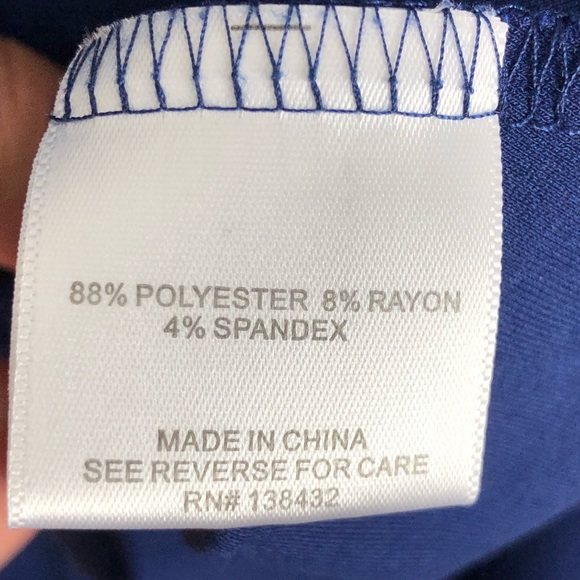 88% POLYESTER 8% RAYON
4% SPANDEX
MADE IN CHINA
SEE REVERSE FOR CARE
RN# 138432